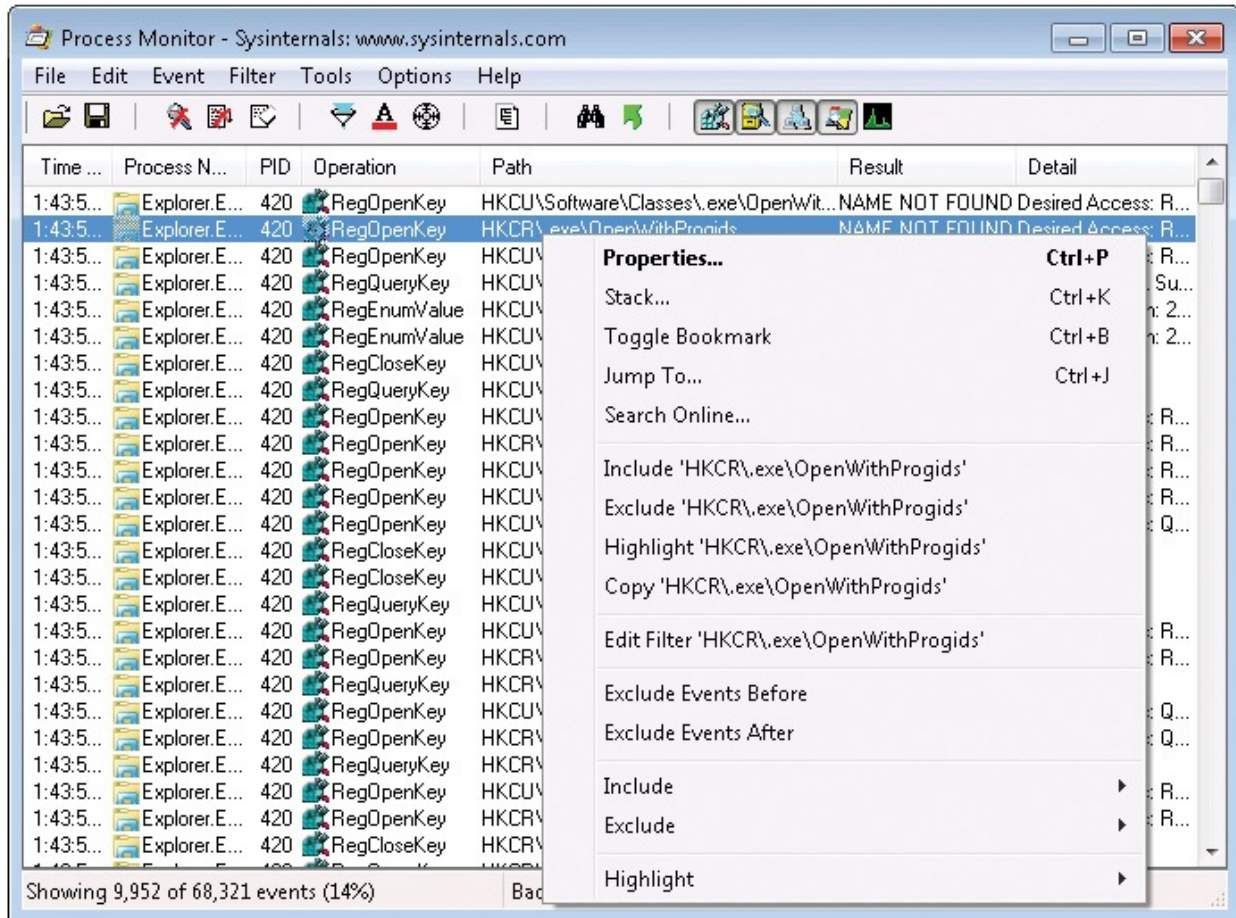 Process Monitor - Sysinternals: www.sysinternals.com
File Edit Event Filter Tools Options Help
Time ... Process N... PID Operation Path Result Detail
1:43:5... Explorer.E... 420 RegOpenKey HKCU\Software\Classes\.exe\OpenWit... NAME NOT FOUND Desired Access: R...
1:43:5... Explorer.E... 420 RegOpenKey HKCR\.exe\OpenWithProgids NAME NOT FOUND Desired Access: R...
1:43:5... Explorer.E... 420 RegOpenKey HKCU\ : R...
1:43:5... Explorer.E... 420 RegQueryKey HKCU\ . Su...
1:43:5... Explorer.E... 420 RegEnumValue HKCU\ n: 2...
1:43:5... Explorer.E... 420 RegEnumValue HKCU\ n: 2...
1:43:5... Explorer.E... 420 RegCloseKey HKCU\
1:43:5... Explorer.E... 420 RegQueryKey HKCU\
1:43:5... Explorer.E... 420 RegOpenKey HKCU\ : R...
1:43:5... Explorer.E... 420 RegOpenKey HKCR\ : R...
1:43:5... Explorer.E... 420 RegOpenKey HKCU\ : R...
1:43:5... Explorer.E... 420 RegOpenKey HKCU\ : R...
1:43:5... Explorer.E... 420 RegOpenKey HKCU\ : Q...
1:43:5... Explorer.E... 420 RegCloseKey HKCU\
1:43:5... Explorer.E... 420 RegCloseKey HKCU\
1:43:5... Explorer.E... 420 RegQueryKey HKCU\
1:43:5... Explorer.E... 420 RegOpenKey HKCU\ : R...
1:43:5... Explorer.E... 420 RegOpenKey HKCR\ : R...
1:43:5... Explorer.E... 420 RegQueryKey HKCR\
1:43:5... Explorer.E... 420 RegOpenKey HKCU\ : Q...
1:43:5... Explorer.E... 420 RegOpenKey HKCR\ : Q...
1:43:5... Explorer.E... 420 RegQueryKey HKCR\
1:43:5... Explorer.E... 420 RegOpenKey HKCU\ : R...
1:43:5... Explorer.E... 420 RegOpenKey HKCR\ : R...
1:43:5... Explorer.E... 420 RegCloseKey HKCR\
Properties... Ctrl+P
Stack... Ctrl+K
Toggle Bookmark Ctrl+B
Jump To... Ctrl+J
Search Online...
Include 'HKCR\.exe\OpenWithProgids'
Exclude 'HKCR\.exe\OpenWithProgids'
Highlight 'HKCR\.exe\OpenWithProgids'
Copy 'HKCR\.exe\OpenWithProgids'
Edit Filter 'HKCR\.exe\OpenWithProgids'
Exclude Events Before
Exclude Events After
Include
Exclude
Highlight
Showing 9,952 of 68,321 events (14%) Bac